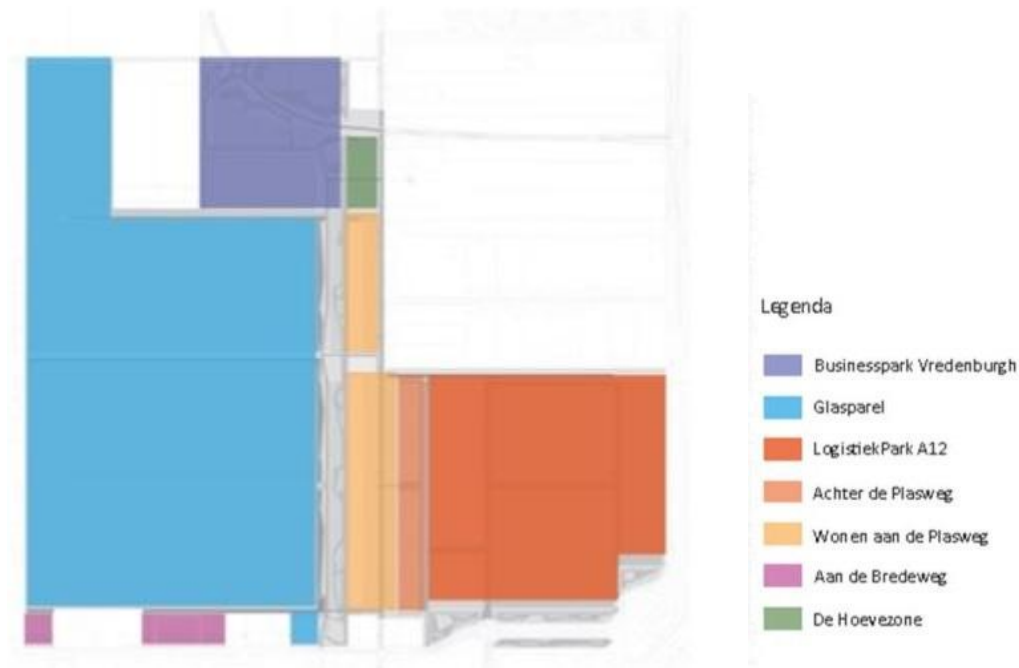 Legenda
Businesspark Vredenburgh
Glasparel
LogistiekPark A12
Achter de Plasweg
Wonen aan de Plasweg
Aan de Bredeweg
De Hoevezone